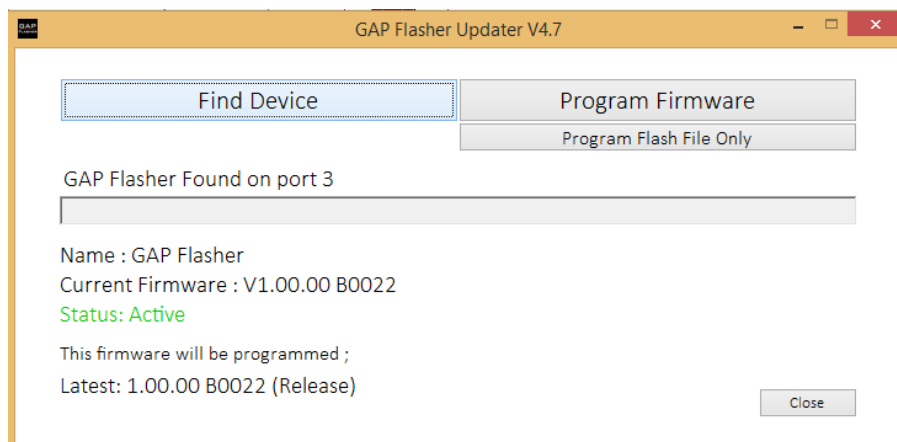 GAP
FLASHER
GAP Flasher Updater V4.7
Find Device
Program Firmware
Program Flash File Only
GAP Flasher Found on port 3
Name : GAP Flasher
Current Firmware : V1.00.00 B0022
Status: Active
This firmware will be programmed ;
Latest: 1.00.00 B0022 (Release)
Close